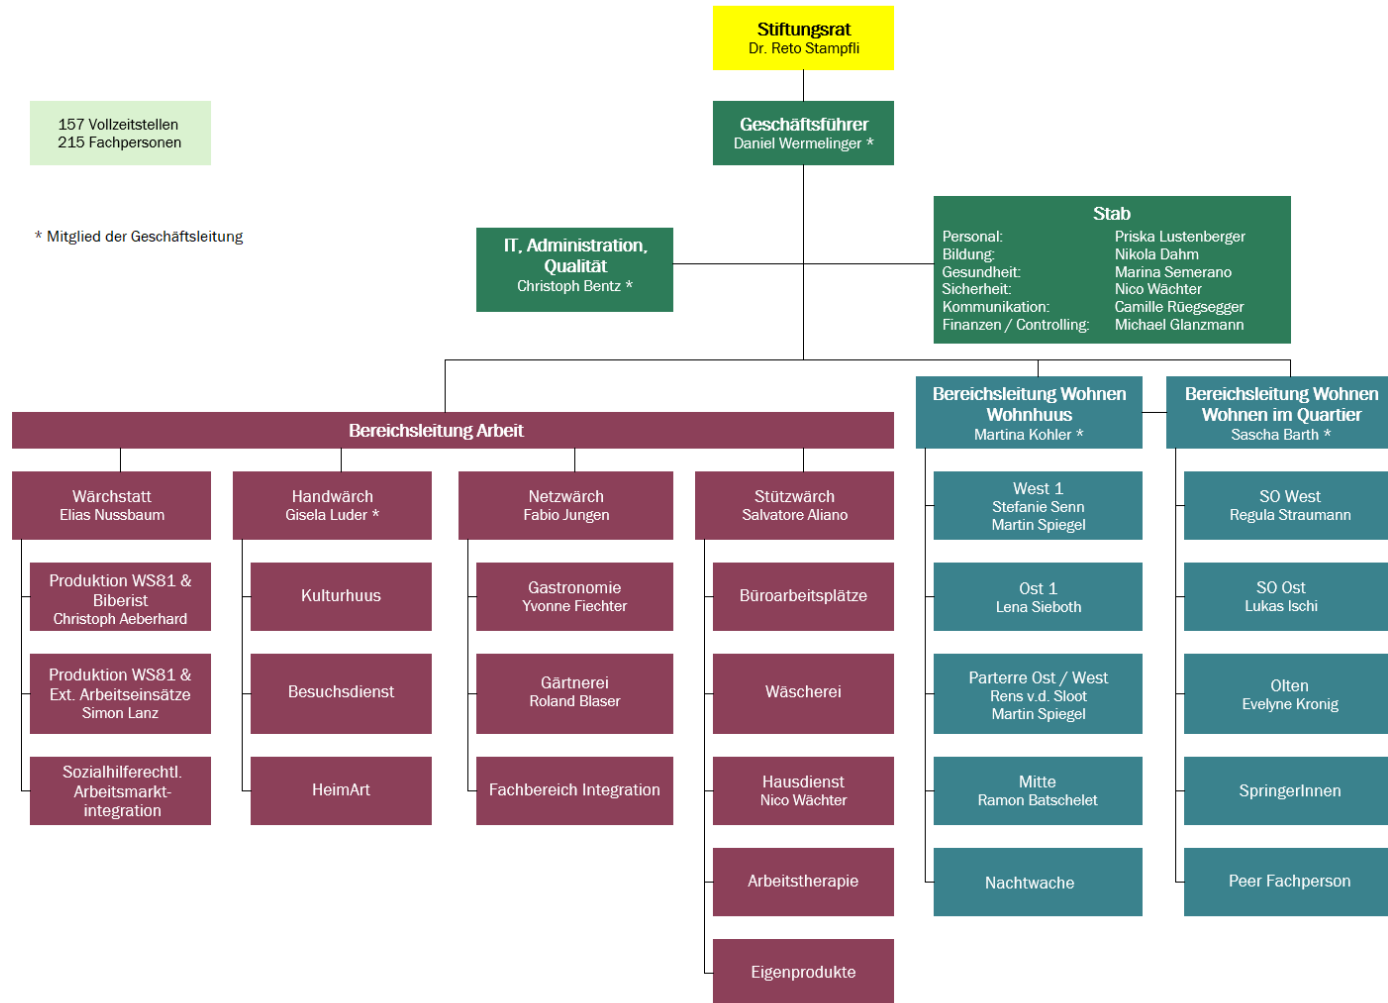 Stiftungsrat
Dr. Reto Stampfli
157 Vollzeitstellen
215 Fachpersonen
Geschäftsführer
Daniel Wermelinger *
* Mitglied der Geschäftsleitung
IT, Administration,
Qualität
Christoph Bentz *
Stab
Personal: Priska Lustenberger
Bildung: Nikola Dahm
Gesundheit: Marina Semerano
Sicherheit: Nico Wächter
Kommunikation: Camille Rüegsegger
Finanzen / Controlling: Michael Glanzmann
Bereichsleitung Arbeit
Bereichsleitung Wohnen
Wohnhuus
Martina Kohler *
Bereichsleitung Wohnen
Wohnen im Quartier
Sascha Barth *
Wärchstatt
Elias Nussbaum
Produktion WS81 &
Biberist
Christoph Aeberhard
Produktion WS81 &
Ext. Arbeitseinsätze
Simon Lanz
Sozialhilferechtl.
Arbeitsmarkt-
integration
Handwärch
Gisela Luder *
Kulturhuus
Besuchsdienst
HeimArt
Netzwärch
Fabio Jungen
Gastronomie
Yvonne Fiechter
Gärtnerei
Roland Blaser
Fachbereich Integration
Stützwärch
Salvatore Aliano
Büroarbeitsplätze
Wäscherei
Hausdienst
Nico Wächter
Arbeitstherapie
Eigenprodukte
West 1
Stefanie Senn
Martin Spiegel
Ost 1
Lena Sieboth
Parterre Ost / West
Rens v.d. Sloot
Martin Spiegel
Mitte
Ramon Batschelet
Nachtwache
SO West
Regula Straumann
SO Ost
Lukas Ischi
Olten
Evelyne Kronig
SpringerInnen
Peer Fachperson